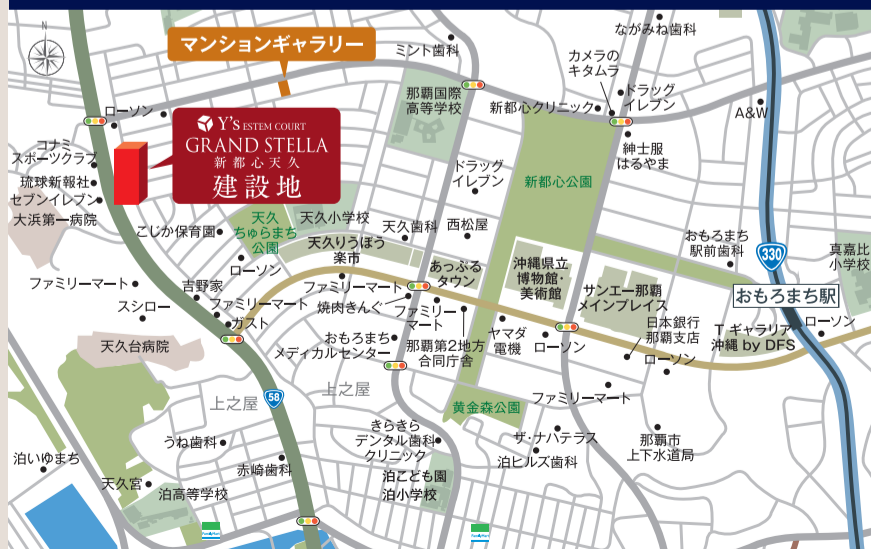 N
ながみね歯科
マンションギャラリー
ミント歯科
カメラの
キタムラ
ドラッグ
イレブン
那覇国際
高等学校
新都心クリニック
A&W
ローソン
Y's ESTEM COURT
GRAND STELLA
新都心天久
建設地
紳士服
はるやま
コナミ
スポーツクラブ
琉球新報社
セブンイレブン
大浜第一病院
ドラッグ
イレブン
新都心公園
こじか保育園
天久
ちゅらまち
公園
天久小学校
天久りうぼう
楽市
天久歯科
西松屋
おもろまち
駅前歯科
330
真嘉比
小学校
ローソン
あっぷる
タウン
沖縄県立
博物館・
美術館
サンエー那覇
メインプレイス
おもろまち駅
ファミリーマート
吉野家
ファミリーマート
焼肉きんぐ
ファミリー
マート
スシロー
ファミリーマート
ガスト
おもろまち
メディカルセンター
那覇第2地方
合同庁舎
ヤマダ
電機
ローソン
日本銀行
那覇支店
T ギャラリア
沖縄 by DFS
ローソン
ローソン
天久台病院
上之屋
58
上之屋
黄金森公園
ファミリーマート
うね歯科
きらきら
デンタル歯科
クリニック
ザ・ナハテラス
泊ヒルズ歯科
那覇市
上下水道局
泊いゆまち
赤崎歯科
天久宮
泊高等学校
泊こども園
泊小学校
FamilyMart
FamilyMart